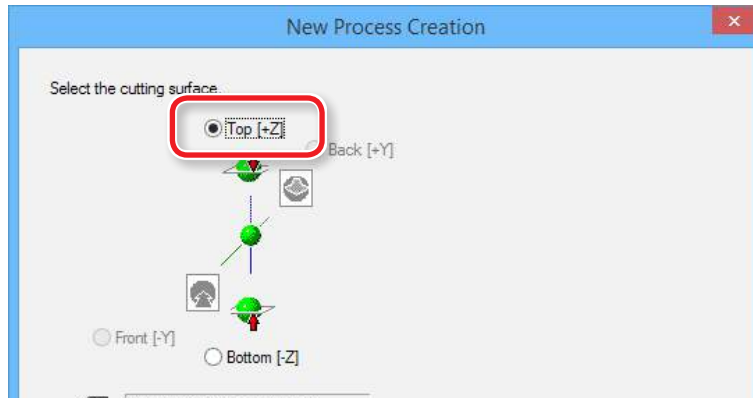 New Process Creation
Select the cutting surface.
Top [+Z]
Back [+Y]
Front [-Y]
Bottom [-Z]